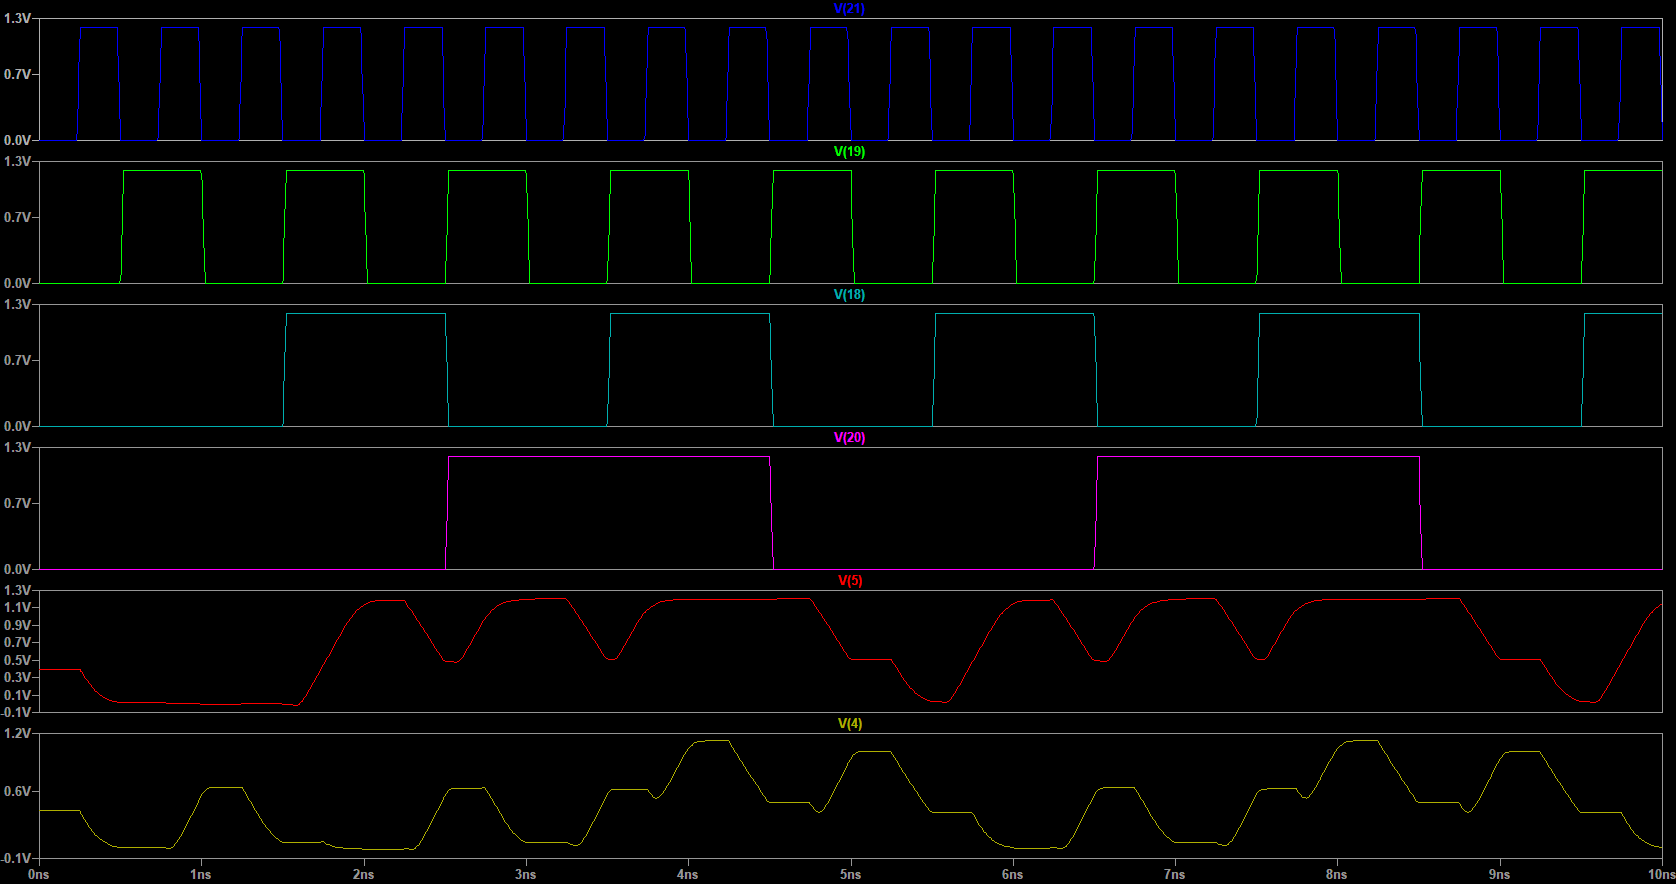 V(21)
1.3V
0.7V
0.0V
V(19)
1.3V
0.7V
0.0V
V(18)
1.3V
0.7V
0.0V
V(20)
1.3V
0.7V
0.0V
V(5)
1.3V
1.1V
0.9V
0.7V
0.5V
0.3V
0.1V
-0.1V
V(4)
1.2V
0.6V
-0.1V
0ns 1ns 2ns 3ns 4ns 5ns 6ns 7ns 8ns 9ns 10ns